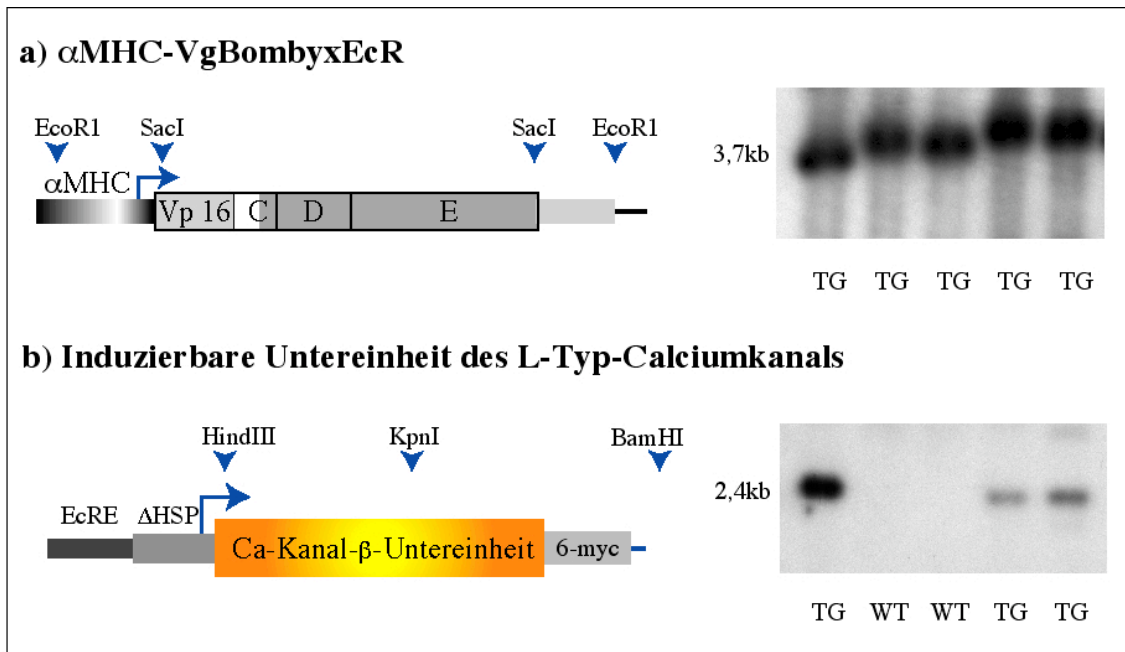 a) αMHC-VgBombyxEcR
EcoR1 SacI SacI EcoR1
αMHC
Vp 16 C D E
3,7kb
TG TG TG TG TG
b) Induzierbare Untereinheit des L-Typ-Calciumkanals
HindIII KpnI BamHI
EcRE ΔHSP
Ca-Kanal-β-Untereinheit 6-myc
2,4kb
TG WT WT TG TG